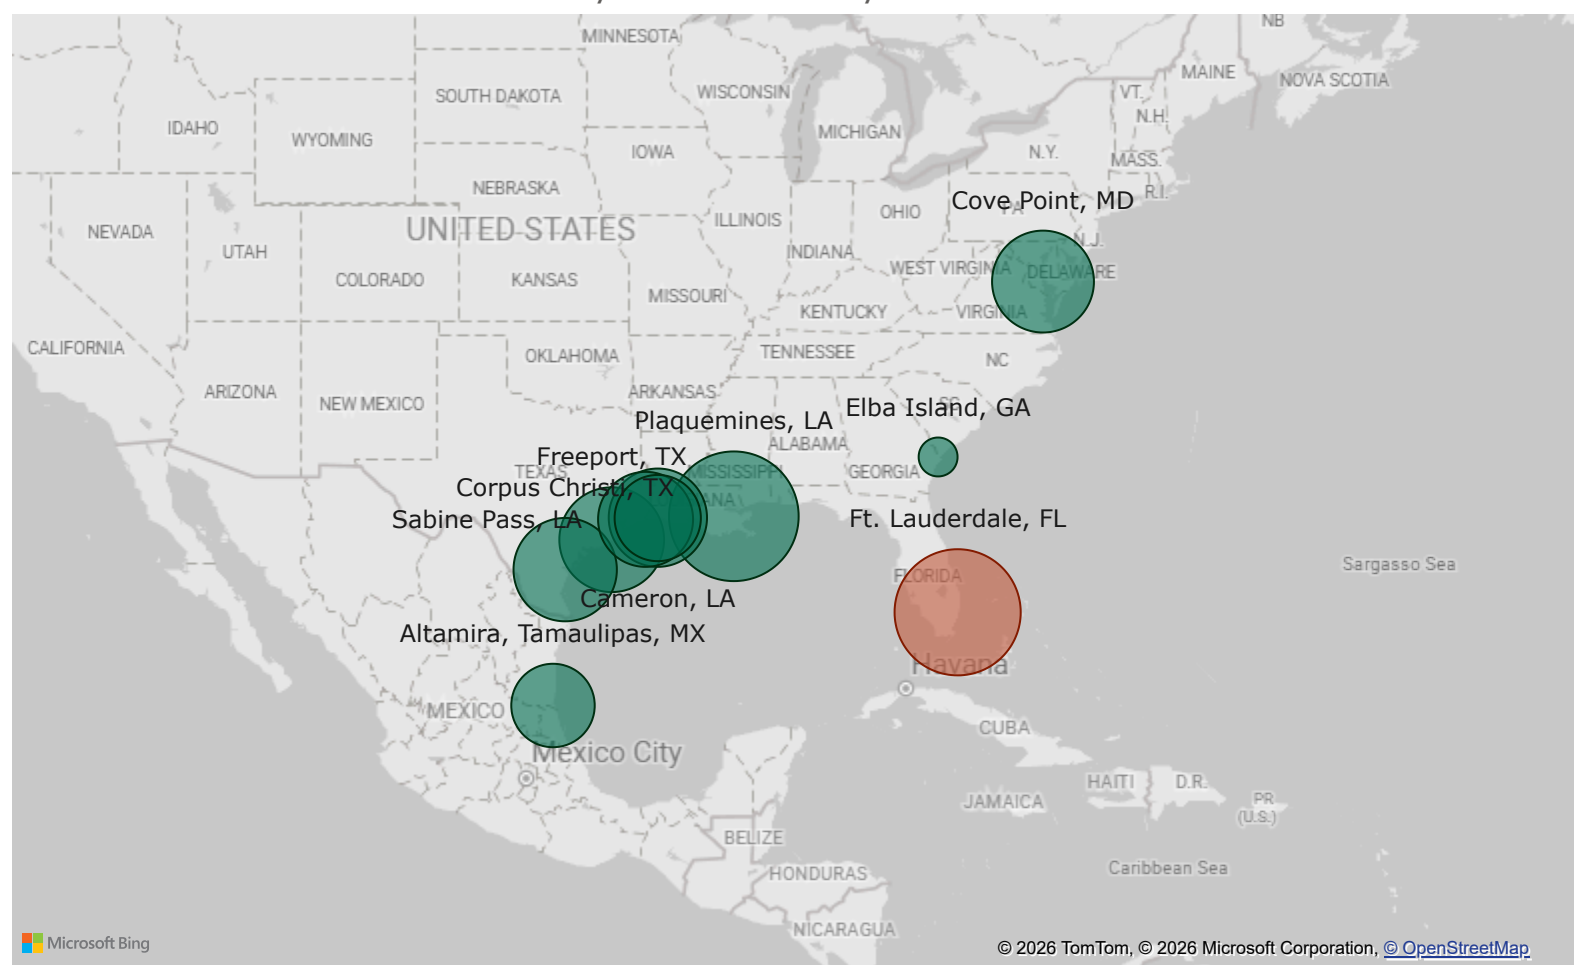 NB
MINNESOTA
MAINE
NOVA SCOTIA
SOUTH DAKOTA
WISCONSIN
VT.
N.H.
IDAHO
WYOMING
MICHIGAN
IOWA
N.Y.
MASS.
NEBRASKA
R.I.
Cove Point, MD
PA
OHIO
ILLINOIS
NEVADA
UNITED STATES
N.J.
UTAH
INDIANA
WEST VIRGINIA
DELAWARE
COLORADO
KANSAS
MISSOURI
KENTUCKY
VIRGINIA
CALIFORNIA
OKLAHOMA
TENNESSEE
NC
ARIZONA
NEW MEXICO
ARKANSAS
Elba Island, GA
SC
Plaquemines, LA
ALABAMA
Freeport, TX
TEXAS
MISSISSIPPI
GEORGIA
Corpus Christi, TX
ANA
Sabine Pass, LA
Ft. Lauderdale, FL
Sargasso Sea
FLORIDA
Cameron, LA
Altamira, Tamaulipas, MX
Havana
MEXICO
CUBA
Mexico City
HAITI
D.R.
JAMAICA
PR
(U.S.)
BELIZE
Caribbean Sea
HONDURAS
NICARAGUA
Microsoft Bing
© 2026 TomTom, © 2026 Microsoft Corporation, © OpenStreetMap